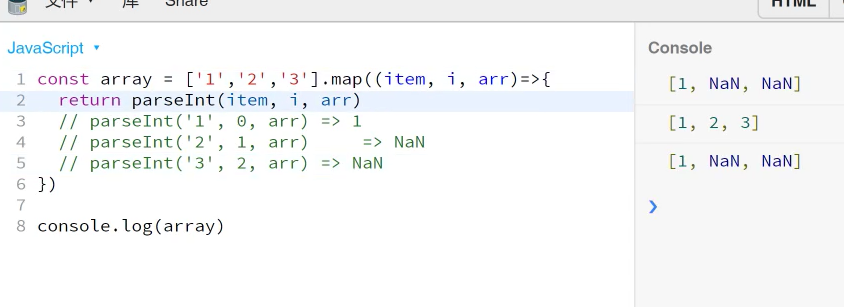 文件 库 Share HTML
JavaScript
Console
1 const array = ['1','2','3'].map((item, i, arr)=>{
2 return parseInt(item, i, arr)
3 // parseInt('1', 0, arr) => 1
4 // parseInt('2', 1, arr)     => NaN
5 // parseInt('3', 2, arr) => NaN
6 })
7
8 console.log(array)
[1, NaN, NaN]
[1, 2, 3]
[1, NaN, NaN]